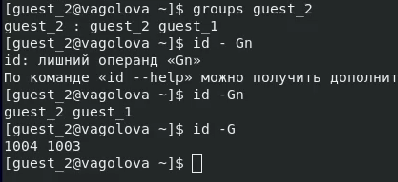 [guest_2@vagolova ~]$ groups guest_2
guest_2 : guest_2 guest_1
[guest_2@vagolova ~]$ id - Gn
id: лишний операнд «Gn»
По команде «id --help» можно получить дополнит
[guest_2@vagolova ~]$ id -Gn
guest_2 guest_1
[guest_2@vagolova ~]$ id -G
1004 1003
[guest_2@vagolova ~]$